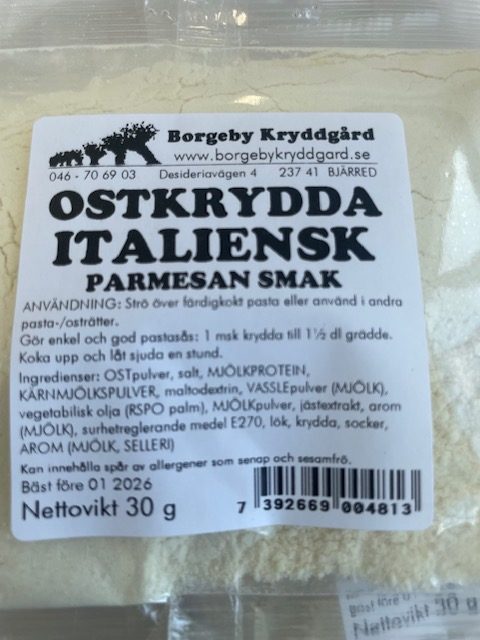 Borgeby Kryddgård
www.borgebykryddgard.se
046 - 70 69 03 Desideriavägen 4 237 41 BJÄRRED
OSTKRYDDA
ITALIENSK
PARMESAN SMAK
ANVÄNDNING: Strö över färdigkokt pasta eller använd i andra
pasta-/osträtter.
Gör enkel och god pastasås: 1 msk krydda till 1½ dl grädde.
Koka upp och låt sjuda en stund.
Ingredienser: OSTpulver, salt, MJÖLKPROTEIN,
KÄRNMJÖLKSPULVER, maltodextrin, VASSLEpulver (MJÖLK),
vegetabilisk olja (RSPO palm), MJÖLKpulver, jästextrakt, arom
(MJÖLK), surhetreglerande medel E270, lök, krydda, socker,
AROM (MJÖLK, SELLERI)
Kan innehålla spår av allergener som senap och sesamfrö.
Bäst före 01 2026
Nettovikt 30 g
7 392669 004813
Bäst före 0
Nettovikt 30 g